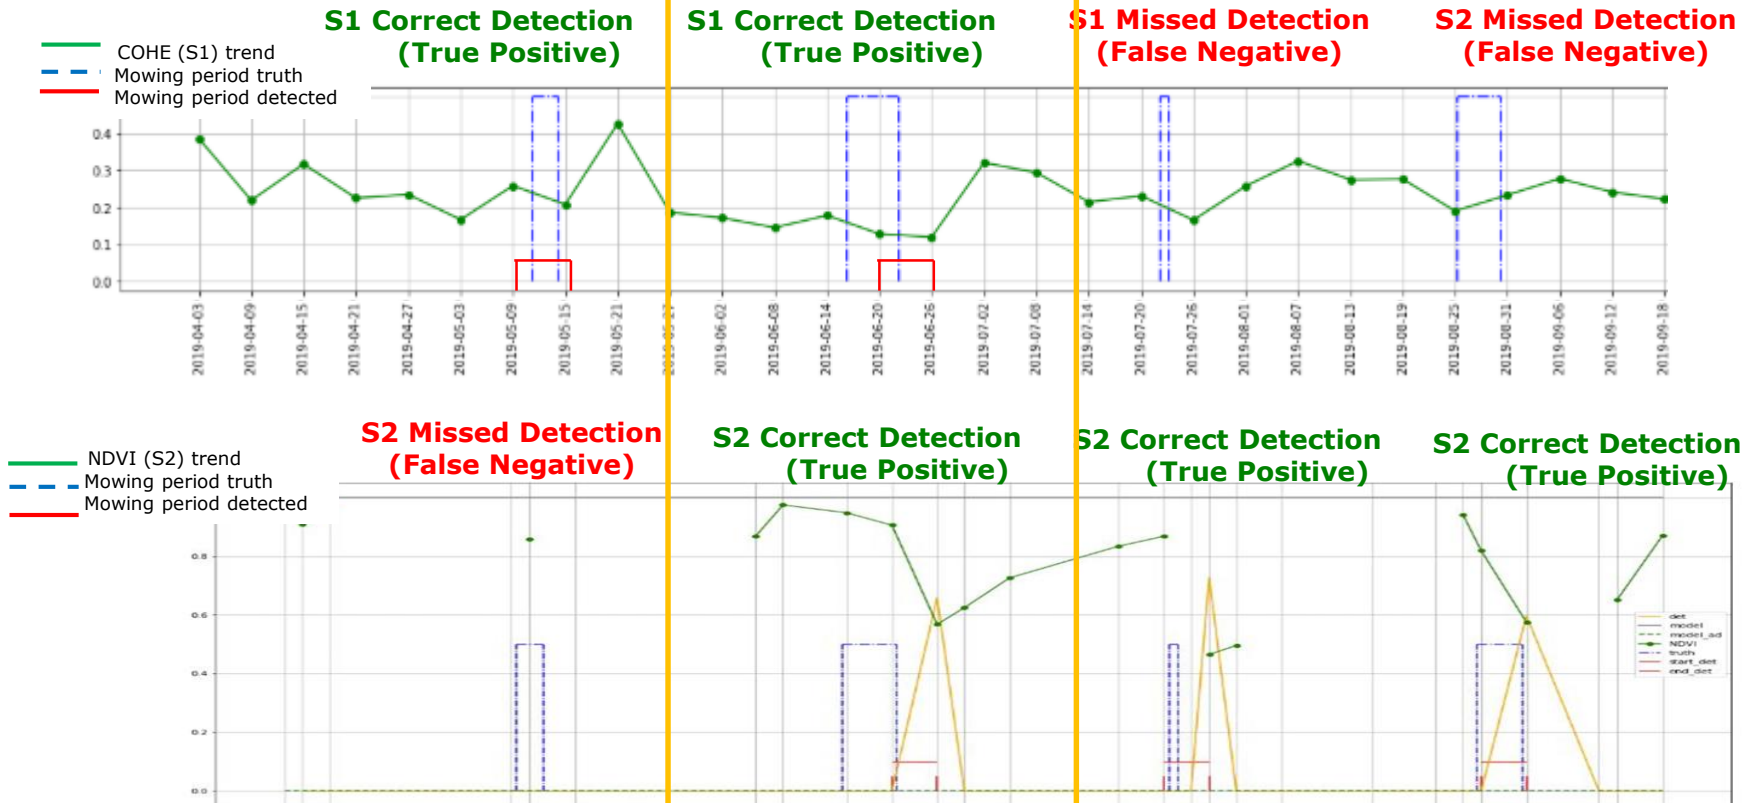 S1 Correct Detection
(True Positive)
S1 Correct Detection
(True Positive)
S1 Missed Detection
(False Negative)
S2 Missed Detection
(False Negative)
COHE (S1) trend
Mowing period truth
Mowing period detected
0.4
0.3
0.2
0.1
0.0
2019-04-03
2019-04-09
2019-04-15
2019-04-21
2019-04-27
2019-05-03
2019-05-09
2019-05-15
2019-05-21
2019-06-02
2019-06-08
2019-06-14
2019-06-20
2019-06-26
2019-07-02
2019-07-08
2019-07-14
2019-07-20
2019-07-26
2019-08-01
2019-08-07
2019-08-13
2019-08-19
2019-08-25
2019-08-31
2019-09-06
2019-09-12
2019-09-18
S2 Missed Detection
(False Negative)
S2 Correct Detection
(True Positive)
S2 Correct Detection
(True Positive)
S2 Correct Detection
(True Positive)
NDVI (S2) trend
Mowing period truth
Mowing period detected
0.8
0.6
0.4
0.2
0.0
det
model
model_ad
NDVI
truth
start_det
end_det